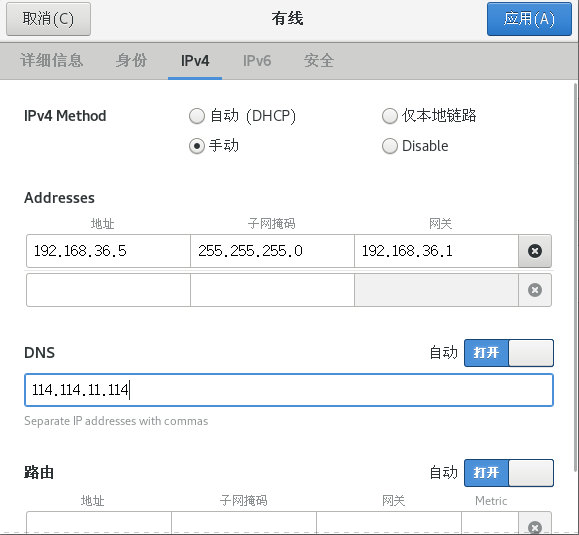 取消(C) 有线 应用(A)
详细信息 身份 IPv4 IPv6 安全
IPv4 Method 自动 (DHCP) 仅本地链路
手动 Disable
Addresses
地址 子网掩码 网关
192.168.36.5 255.255.255.0 192.168.36.1
DNS 自动 打开
114.114.11.114
Separate IP addresses with commas
路由 自动 打开
地址 子网掩码 网关 Metric